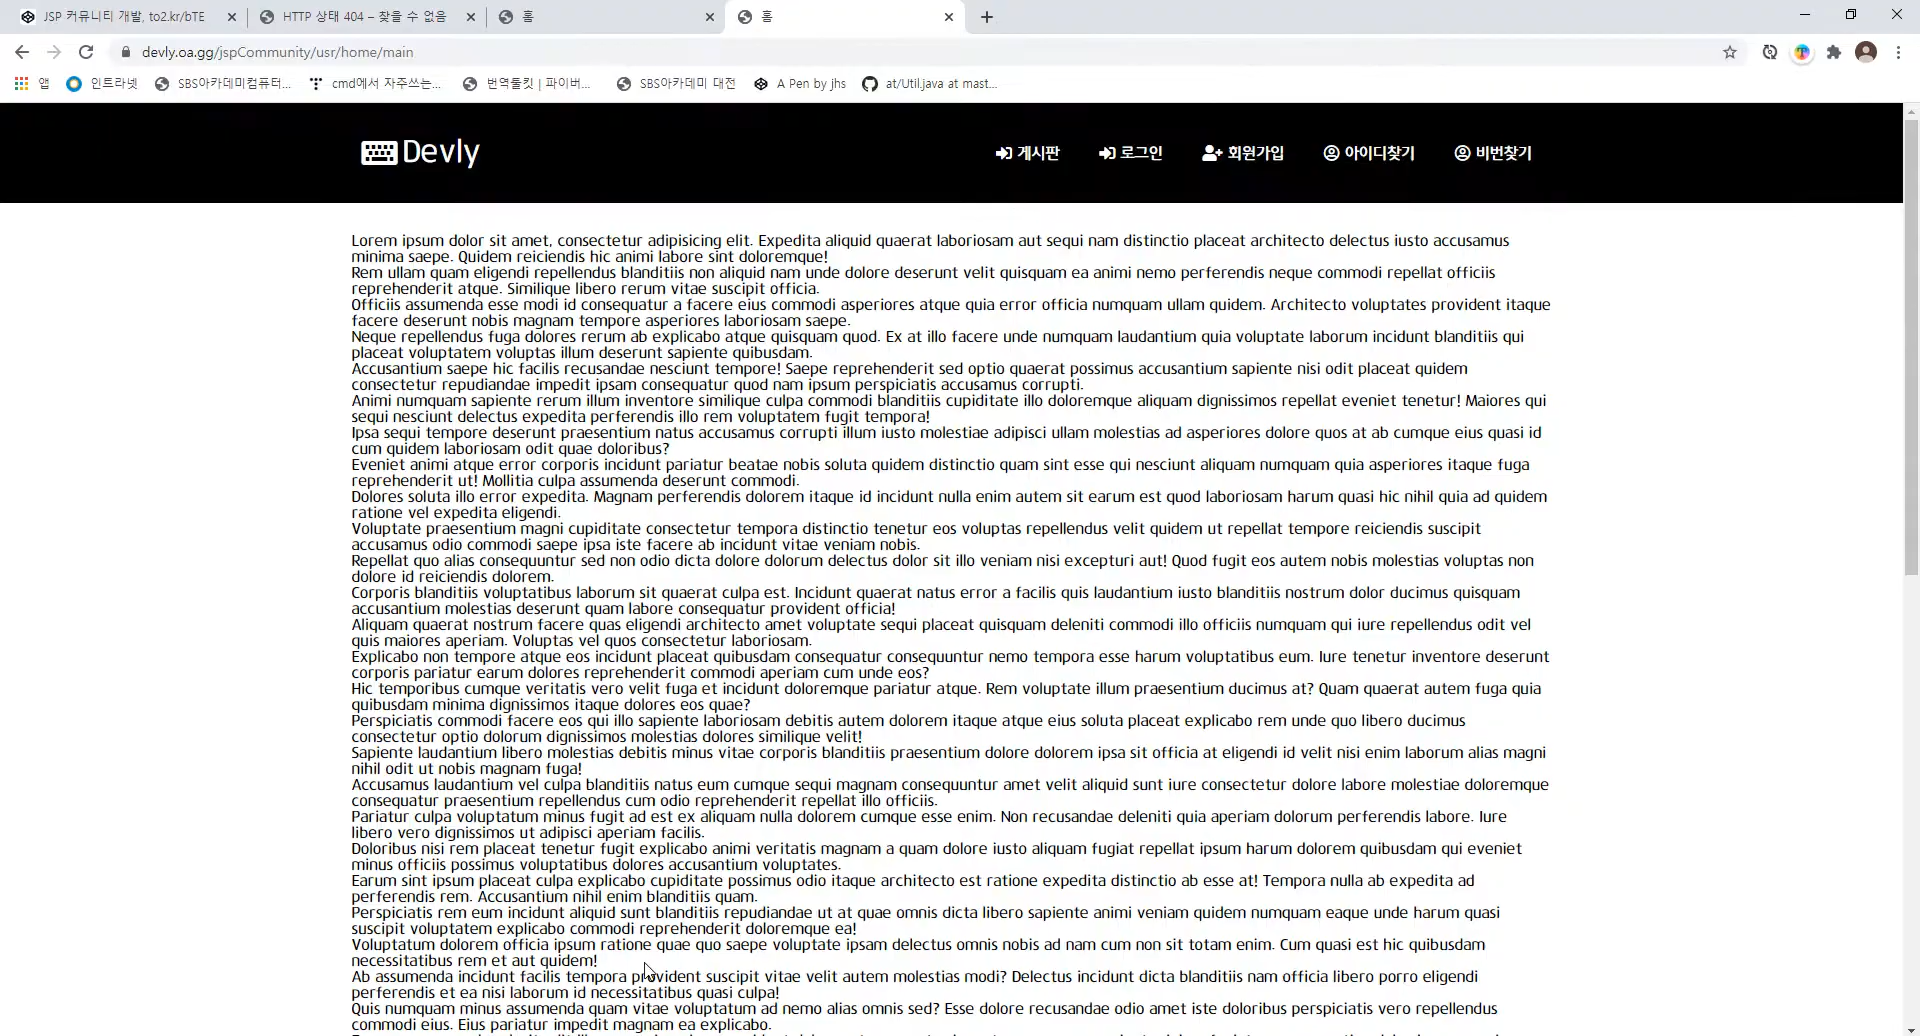 JSP 커뮤니티 개발, to2.kr/bTE
HTTP 상태 404 – 찾을 수 없음
홈
홈
devly.oa.gg/jspCommunity/usr/home/main
앱
인트라넷
SBS아카데미컴퓨터...
cmd에서 자주쓰는...
번역툴킷 | 파이버...
SBS아카데미 대전
A Pen by jhs
at/Util.java at mast...
Devly
게시판
로그인
회원가입
아이디찾기
비번찾기
Lorem ipsum dolor sit amet, consectetur adipisicing elit. Expedita aliquid quaerat laboriosam aut sequi nam distinctio placeat architecto delectus iusto accusamus
minima saepe. Quidem reiciendis hic animi labore sint doloremque!
Rem ullam quam eligendi repellendus blanditiis non aliquid nam unde dolore deserunt velit quisquam ea animi nemo perferendis neque commodi repellat officiis
reprehenderit atque. Similique libero rerum vitae suscipit officia.
Officiis assumenda esse modi id consequatur a facere eius commodi asperiores atque quia error officia numquam ullam quidem. Architecto voluptates provident itaque
facere deserunt nobis magnam tempore asperiores laboriosam saepe.
Neque repellendus fuga dolores rerum ab explicabo atque quisquam quod. Ex at illo facere unde numquam laudantium quia voluptate laborum incidunt blanditiis qui
placeat voluptatem voluptas illum deserunt sapiente quibusdam.
Accusantium saepe hic facilis recusandae nesciunt tempore! Saepe reprehenderit sed optio quaerat possimus accusantium sapiente nisi odit placeat quidem
consectetur repudiandae impedit ipsam consequatur quod nam ipsum perspiciatis accusamus corrupti.
Animi numquam sapiente rerum illum inventore similique culpa commodi blanditiis cupiditate illo doloremque aliquam dignissimos repellat eveniet tenetur! Maiores qui
sequi nesciunt delectus expedita perferendis illo rem voluptatem fugit tempora!
Ipsa sequi tempore deserunt praesentium natus accusamus corrupti illum iusto molestiae adipisci ullam molestias ad asperiores dolore quos at ab cumque eius quasi id
cum quidem laboriosam odit quae doloribus?
Eveniet animi atque error corporis incidunt pariatur beatae nobis soluta quidem distinctio quam sint esse qui nesciunt aliquam numquam quia asperiores itaque fuga
reprehenderit ut! Mollitia culpa assumenda deserunt commodi.
Dolores soluta illo error expedita. Magnam perferendis dolorem itaque id incidunt nulla enim autem sit earum est quod laboriosam harum quasi hic nihil quia ad quidem
ratione vel expedita eligendi.
Voluptate praesentium magni cupiditate consectetur tempora distinctio tenetur eos voluptas repellendus velit quidem ut repellat tempore reiciendis suscipit
accusamus odio commodi saepe ipsa iste facere ab incidunt vitae veniam nobis.
Repellat quo alias consequuntur sed non odio dicta dolore dolorum delectus dolor sit illo veniam nisi excepturi aut! Quod fugit eos autem nobis molestias voluptas non
dolore id reiciendis dolorem.
Corporis blanditiis voluptatibus laborum sit quaerat culpa est. Incidunt quaerat natus error a facilis quis laudantium iusto blanditiis nostrum dolor ducimus quisquam
accusantium molestias deserunt quam labore consequatur provident officia!
Aliquam quaerat nostrum facere quas eligendi architecto amet voluptate sequi placeat quisquam deleniti commodi illo officiis numquam qui iure repellendus odit vel
quis maiores aperiam. Voluptas vel quos consectetur laboriosam.
Explicabo non tempore atque eos incidunt placeat quibusdam consequatur consequuntur nemo tempora esse harum voluptatibus eum. Iure tenetur inventore deserunt
corporis pariatur earum dolores reprehenderit commodi aperiam cum unde eos?
Hic temporibus cumque veritatis vero velit fuga et incidunt doloremque pariatur atque. Rem voluptate illum praesentium ducimus at? Quam quaerat autem fuga quia
quibusdam minima dignissimos itaque dolores eos quae?
Perspiciatis commodi facere eos qui illo sapiente laboriosam debitis autem dolorem itaque atque eius soluta placeat explicabo rem unde quo libero ducimus
consectetur optio dolorum dignissimos molestias dolores similique velit!
Sapiente laudantium libero molestias debitis minus vitae corporis blanditiis praesentium dolore dolorem ipsa sit officia at eligendi id velit nisi enim laborum alias magni
nihil odit ut nobis magnam fuga!
Accusamus laudantium vel culpa blanditiis natus eum cumque sequi magnam consequuntur amet velit aliquid sunt iure consectetur dolore labore molestiae doloremque
consequatur praesentium repellendus cum odio reprehenderit repellat illo officiis.
Pariatur culpa voluptatum minus fugit ad est ex aliquam nulla dolorem cumque esse enim. Non recusandae deleniti quia aperiam dolorum perferendis labore. Iure
libero vero dignissimos ut adipisci aperiam facilis.
Doloribus nisi rem placeat tenetur fugit explicabo animi veritatis magnam a quam dolore iusto aliquam fugiat repellat ipsum harum dolorem quibusdam qui eveniet
minus officiis possimus voluptatibus dolores accusantium voluptates.
Earum sint ipsum placeat culpa explicabo cupiditate possimus odio itaque architecto est ratione expedita distinctio ab esse at! Tempora nulla ab expedita ad
perferendis rem. Accusantium nihil enim blanditiis quam.
Perspiciatis rem eum incidunt aliquid sunt blanditiis repudiandae ut at quae omnis dicta libero sapiente animi veniam quidem numquam eaque unde harum quasi
suscipit voluptatem explicabo commodi reprehenderit doloremque ea!
Voluptatum dolorem officia ipsum ratione quae quo saepe voluptate ipsam delectus omnis nobis ad nam cum non sit totam enim. Cum quasi est hic quibusdam
necessitatibus rem et aut quidem!
Ab assumenda incidunt facilis tempora provident suscipit vitae velit autem molestias modi? Delectus incidunt dicta blanditiis nam officia libero porro eligendi
perferendis et ea nisi laborum id necessitatibus quasi culpa!
Quis numquam minus assumenda quam vitae voluptatum ad nemo alias omnis sed? Esse dolore recusandae odio amet iste doloribus perspiciatis vero repellendus
commodi eius. Eius pariatur impedit magnam ea explicabo.